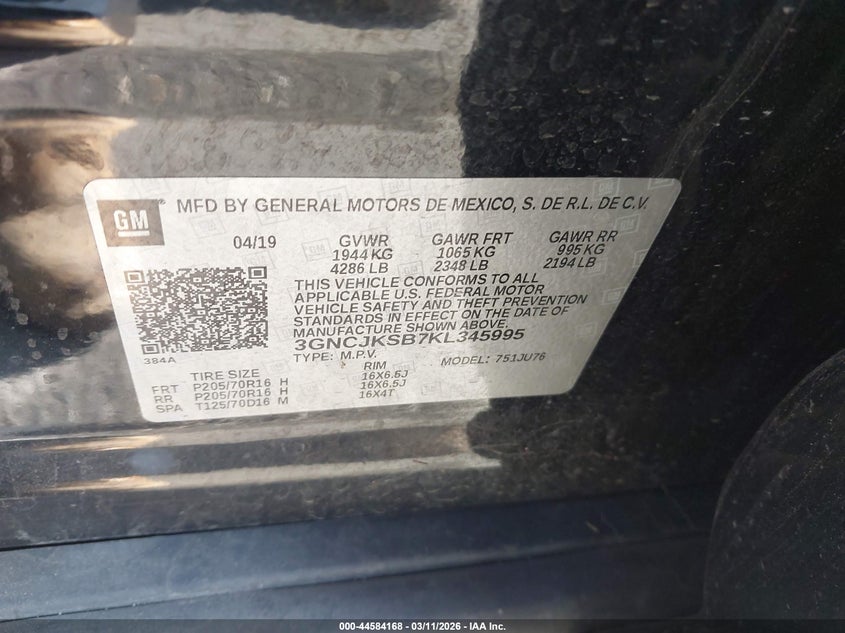 GM
MFD BY GENERAL MOTORS DE MEXICO, S. DE R.L. DE C.V.
04/19 GVWR GAWR FRT GAWR RR
1944 KG 1065 KG 995 KG
4286 LB 2348 LB 2194 LB
THIS VEHICLE CONFORMS TO ALL
APPLICABLE U.S. FEDERAL MOTOR
VEHICLE SAFETY AND THEFT PREVENTION
STANDARDS IN EFFECT ON THE DATE OF
MANUFACTURE SHOWN ABOVE.
3GNCJKSB7KL345995
TYPE: M.P.V. MODEL: 751JU76
384A
TIRE SIZE RIM
FRT P205/70R16 H 16X6.5J
RR P205/70R16 H 16X6.5J
SPA T125/70D16 M 16X4T
000-44584168 - 03/11/2026 - IAA Inc.